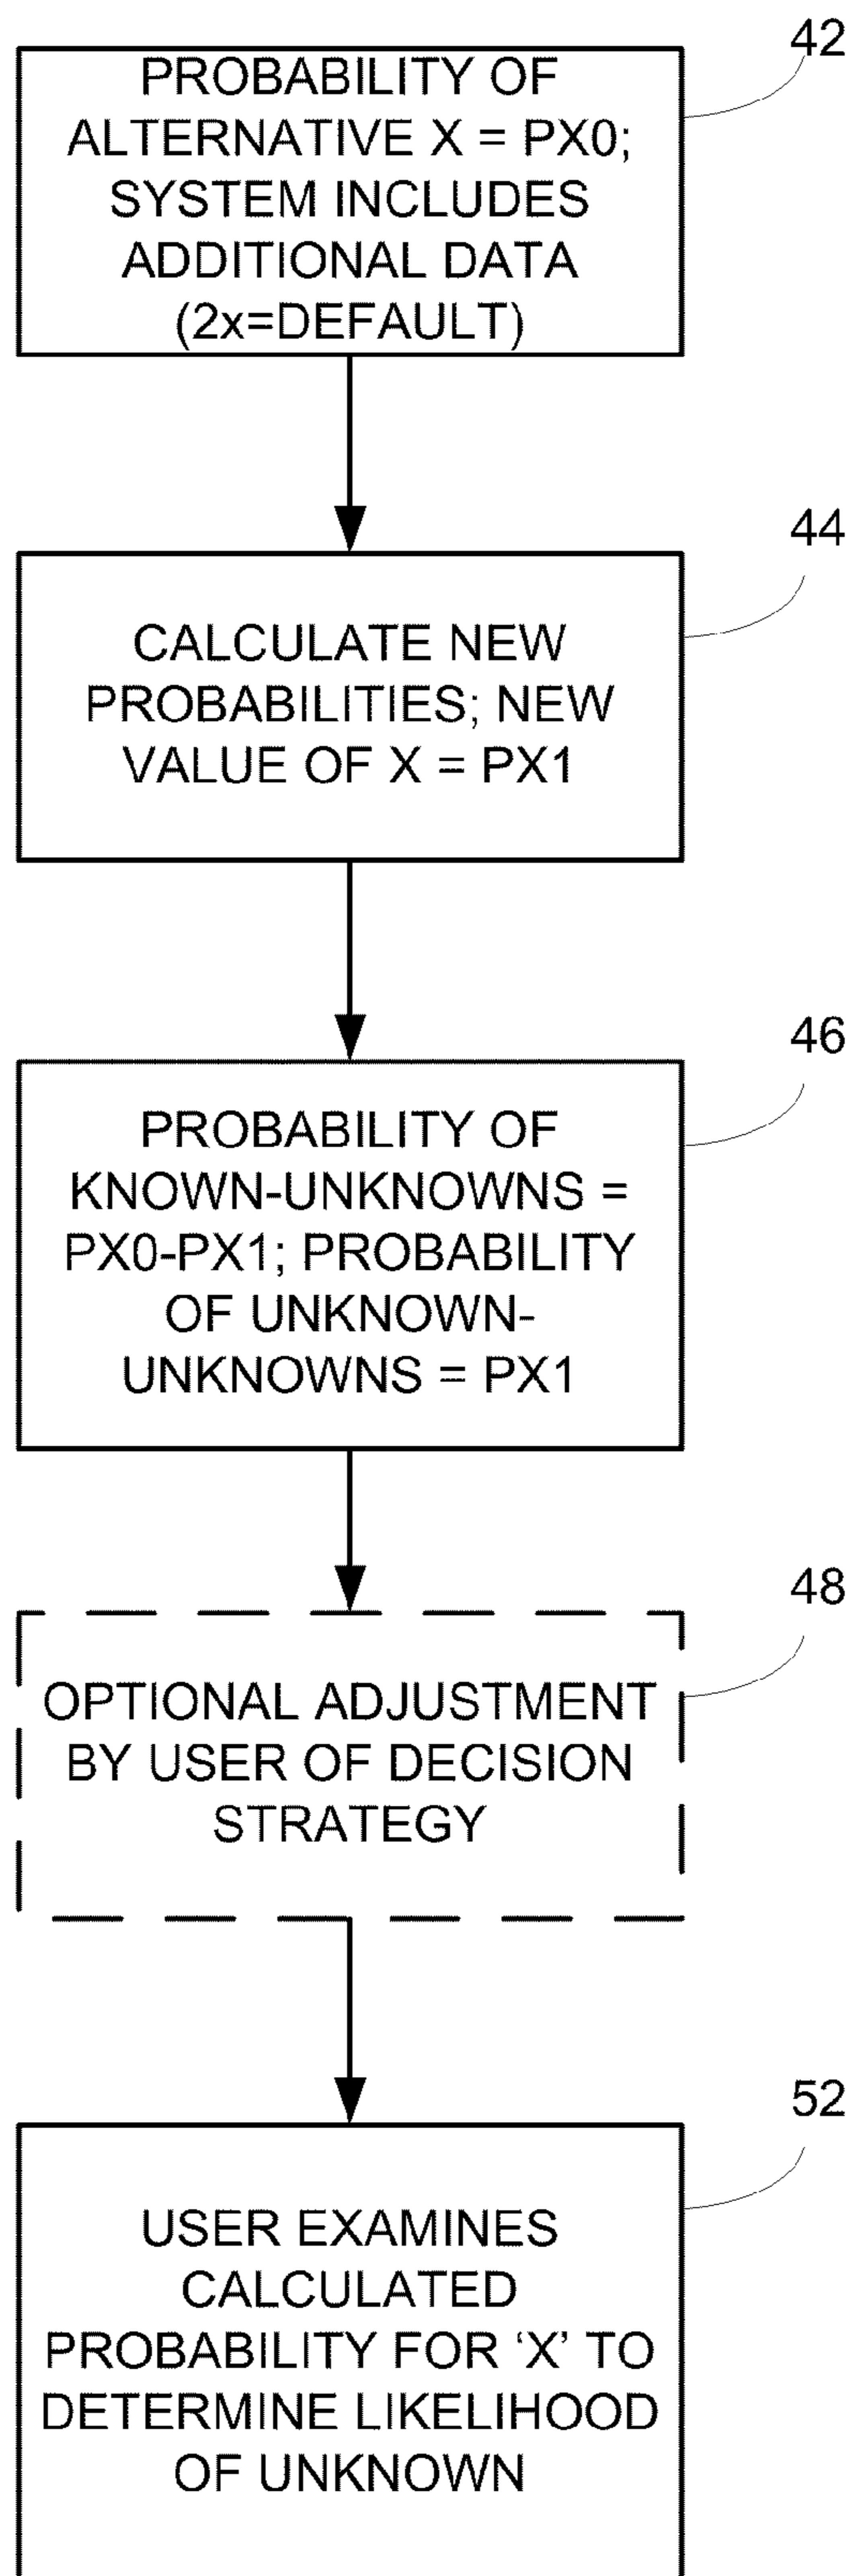 42
PROBABILITY OF
ALTERNATIVE X = PX0;
SYSTEM INCLUDES
ADDITIONAL DATA
(2x=DEFAULT)
44
CALCULATE NEW
PROBABILITIES; NEW
VALUE OF X = PX1
46
PROBABILITY OF
KNOWN-UNKNOWNS =
PX0-PX1; PROBABILITY
OF UNKNOWN-
UNKNOWNS = PX1
48
OPTIONAL ADJUSTMENT
BY USER OF DECISION
STRATEGY
52
USER EXAMINES
CALCULATED
PROBABILITY FOR ‘X’ TO
DETERMINE LIKELIHOOD
OF UNKNOWN